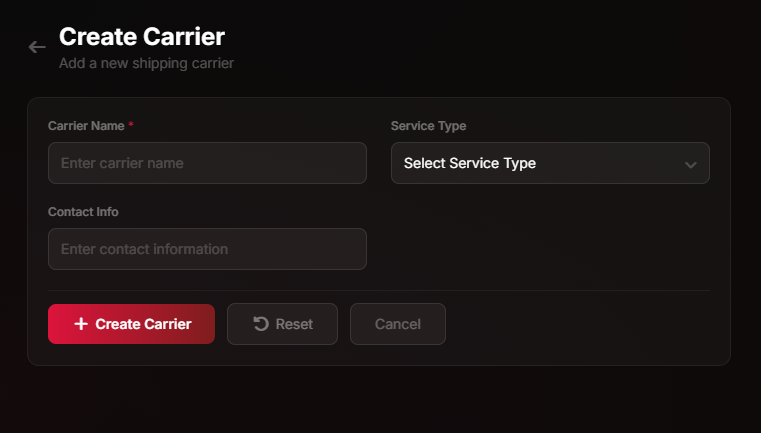 Create Carrier
Add a new shipping carrier
Carrier Name *
Service Type
Enter carrier name
Select Service Type
Contact Info
Enter contact information
Create Carrier
Reset
Cancel